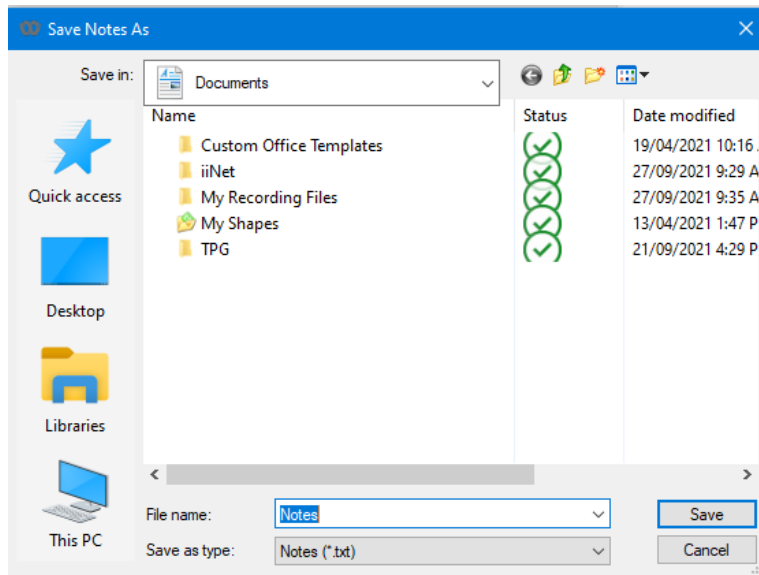 Save Notes As
Save in: Documents
Name Status Date modified
Custom Office Templates 19/04/2021 10:16
iiNet 27/09/2021 9:29 A
My Recording Files 27/09/2021 9:35 A
My Shapes 13/04/2021 1:47 P
TPG 21/09/2021 4:29 P
Quick access
Desktop
Libraries
This PC
File name: Notes Save
Save as type: Notes (*.txt) Cancel